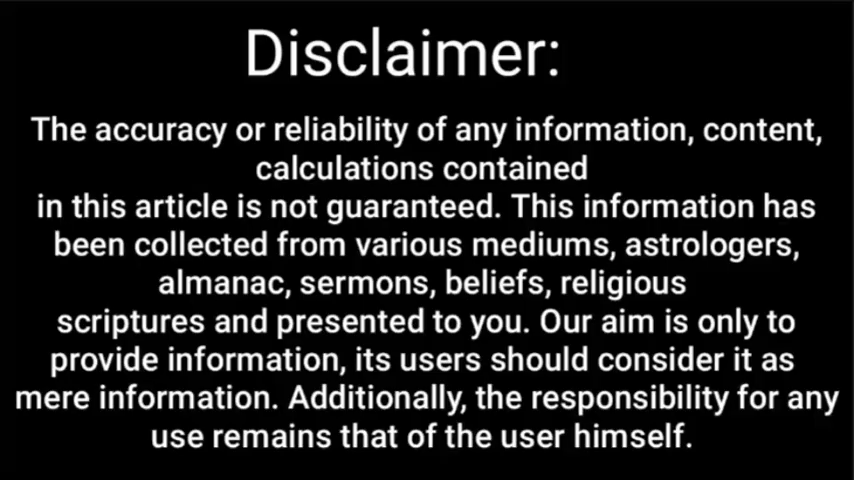 Disclaimer:
The accuracy or reliability of any information, content,
calculations contained
in this article is not guaranteed. This information has
been collected from various mediums, astrologers,
almanac, sermons, beliefs, religious
scriptures and presented to you. Our aim is only to
provide information, its users should consider it as
mere information. Additionally, the responsibility for any
use remains that of the user himself.